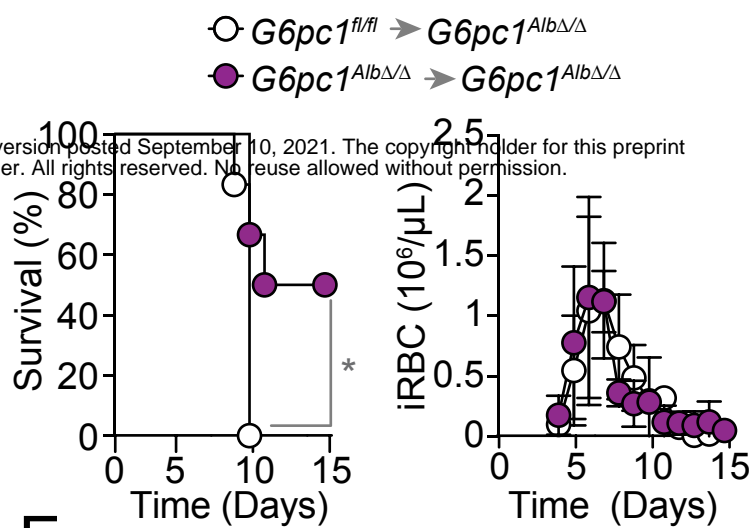 G6pc1fl/fl ➤ G6pc1AlbΔ/Δ
G6pc1AlbΔ/Δ ➤ G6pc1AlbΔ/Δ
version posted September 10, 2021. The copyright holder for this preprint
er. All rights reserved. No reuse allowed without permission.
Survival (%)
100
80
60
40
20
0
0 5 10 15
Time (Days)
*
iRBC (10⁶/µL)
2.5
2
1.5
1
0.5
0
0 5 10 15
Time (Days)